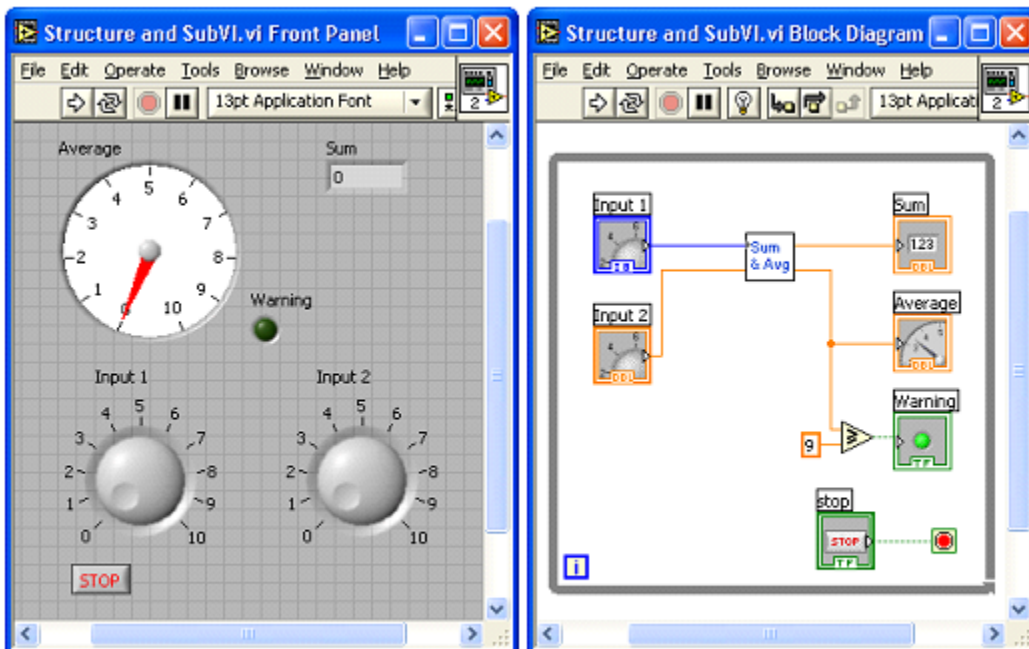 Structure and SubVI.vi Front Panel
File Edit Operate Tools Browse Window Help
13pt Application Font
2
Average
0 1 2 3 4 5 6 7 8 9 10
Sum
0
Warning
Input 1
0 1 2 3 4 5 6 7 8 9 10
Input 2
0 1 2 3 4 5 6 7 8 9 10
STOP
Structure and SubVI.vi Block Diagram
File Edit Operate Tools Browse Window Help
13pt Applicati
2
Input 1
Sum
& Avg
Sum
1.23
DBL
Input 2
DBL
Average
DBL
Warning
TF
9
stop
STOP
TF
i